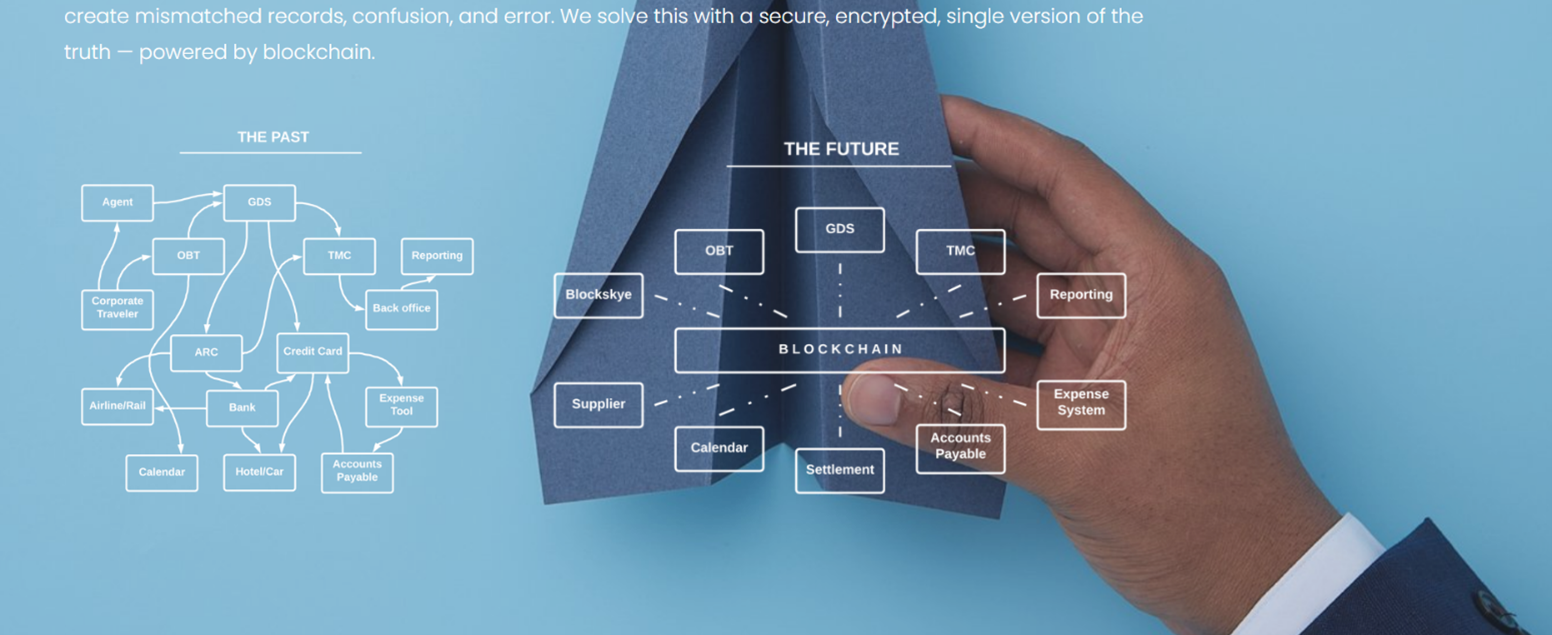 create mismatched records, confusion, and error. We solve this with a secure, encrypted, single version of the
truth — powered by blockchain.
THE PAST
Agent
GDS
OBT
TMC
Reporting
Corporate
Traveler
Back office
ARC
Credit Card
Airline/Rail
Bank
Expense
Tool
Calendar
Hotel/Car
Accounts
Payable
THE FUTURE
GDS
OBT
TMC
Blockskye
Reporting
BLOCKCHAIN
Supplier
Expense
System
Calendar
Accounts
Payable
Settlement